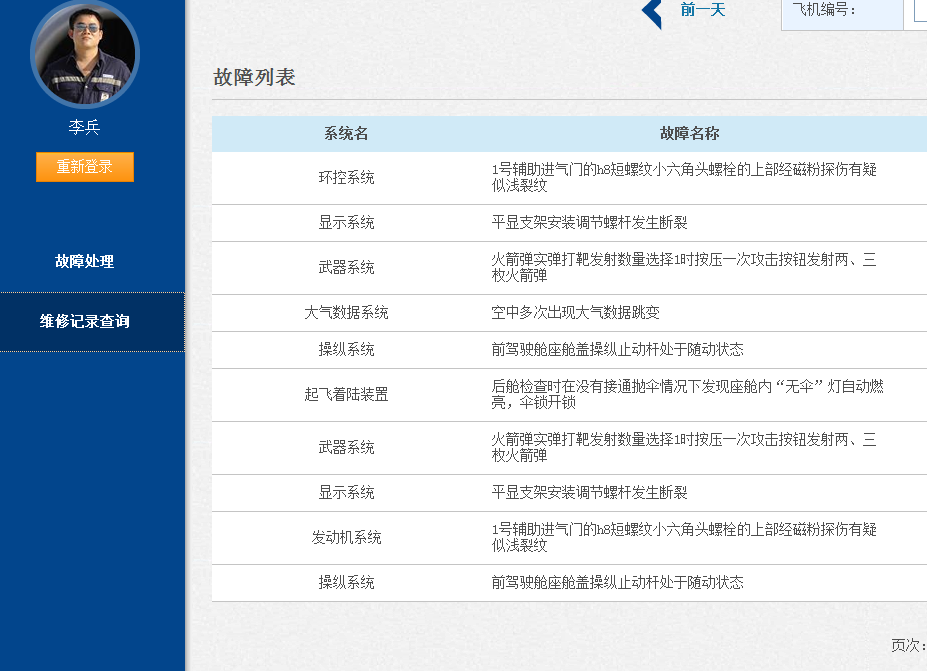 前一天
飞机编号：
李兵
重新登录
故障处理
维修记录查询
故障列表
系统名 故障名称
环控系统 1号辅助进气门的h8短螺纹小六角头螺栓的上部经磁粉探伤有疑
似浅裂纹
显示系统 平显支架安装调节螺杆发生断裂
武器系统 火箭弹实弹打靶发射数量选择1时按压一次攻击按钮发射两、三
枚火箭弹
大气数据系统 空中多次出现大气数据跳变
操纵系统 前驾驶舱座舱盖操纵止动杆处于随动状态
起飞着陆装置 后舱检查时在没有接通抛伞情况下发现座舱内“无伞”灯自动燃
亮，伞锁开锁
武器系统 火箭弹实弹打靶发射数量选择1时按压一次攻击按钮发射两、三
枚火箭弹
显示系统 平显支架安装调节螺杆发生断裂
发动机系统 1号辅助进气门的h8短螺纹小六角头螺栓的上部经磁粉探伤有疑
似浅裂纹
操纵系统 前驾驶舱座舱盖操纵止动杆处于随动状态
页次：